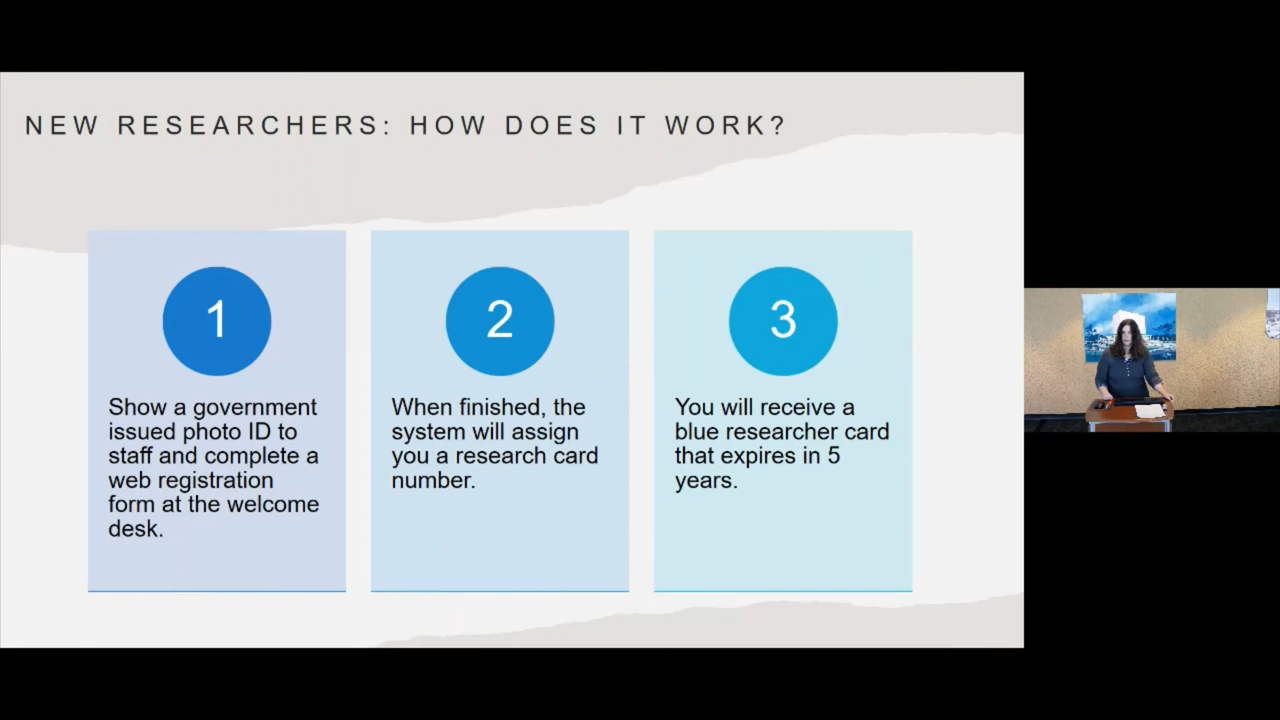 NEW RESEARCHERS: HOW DOES IT WORK?
1
Show a government
issued photo ID to
staff and complete a
web registration
form at the welcome
desk.
2
When finished, the
system will assign
you a research card
number.
3
You will receive a
blue researcher card
that expires in 5
years.